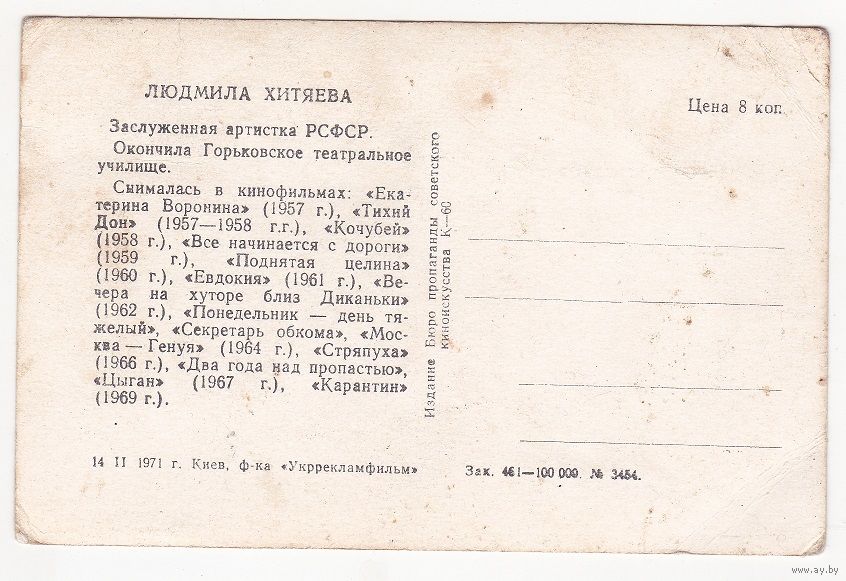 ЛЮДМИЛА ХИТЯЕВА
Заслуженная артистка РСФСР.
Окончила Горьковское театральное
училище.
Снималась в кинофильмах: «Ека-
терина Воронина» (1957 г.), «Тихий
Дон» (1957—1958 г.г.), «Кочубей»
(1958 г.), «Все начинается с дороги»
(1959 г.), «Поднятая целина»
(1960 г.), «Евдокия» (1961 г.), «Ве-
чера на хуторе близ Диканьки»
(1962 г.), «Понедельник — день тя-
желый», «Секретарь обкома», «Мос-
ква — Генуя» (1964 г.), «Стряпуха»
(1966 г.), «Два года над пропастью»,
«Цыган» (1967 г.), «Карантин»
(1969 г.).
14 II 1971 г. Киев, ф-ка «Укррекламфильм»
Издание Бюро пропаганды советского
киноискусства К—60
Цена 8 коп.
Зак. 461—100 000. № 3454.
www.ay.by